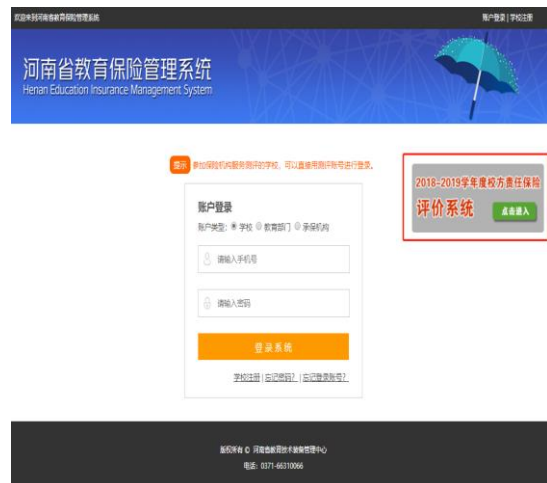 欢迎来到河南省教育保险管理系统
账户登录 | 学校注册
河南省教育保险管理系统
Henan Education Insurance Management System
提示 参加保险机构服务测评的学校，可以直接用测评账号进行登录。
2018-2019学年度校方责任保险
评价系统 点击进入
账户登录
账户类型: 学校 教育部门 承保机构
请输入手机号
请输入密码
登录系统
学校注册 | 忘记密码? | 忘记登录账号?
版权所有 © 河南省教育技术装备管理中心
电话: 0371-66310066